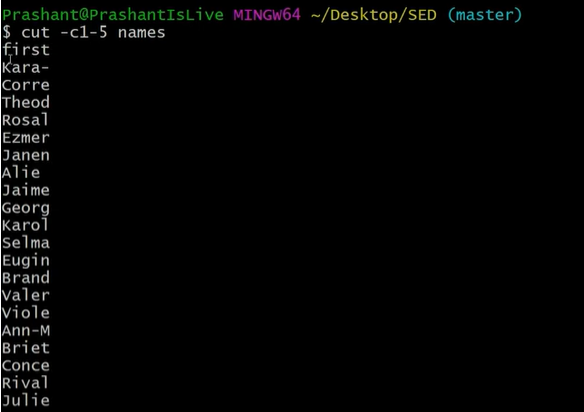 Prashant@PrashantIsLive MINGW64 ~/Desktop/SED (master)
$ cut -c1-5 names
first
Kara-
Corre
Theod
Rosal
Ezmer
Janen
Alie
Jaime
Georg
Karol
Selma
Eugin
Brand
Valer
Viole
Ann-M
Briet
Conce
Rival
Julie